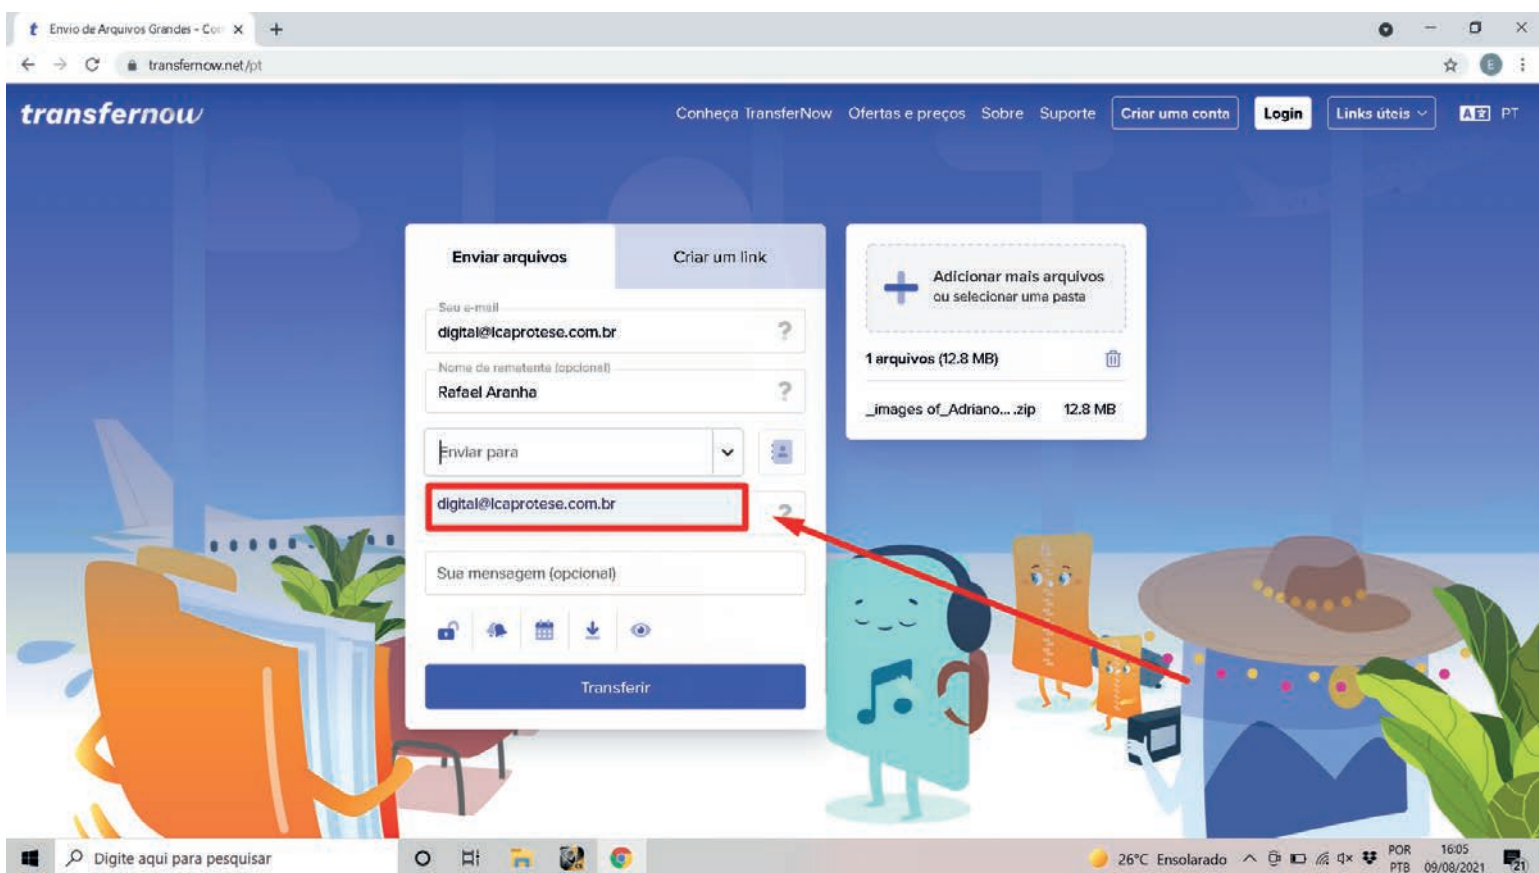 t Envio de Arquivos Grandes - Con
transfernow.net/pt
E
transfernow
Conheça TransferNow Ofertas e preços Sobre Suporte Criar uma conta Login Links úteis PT
Enviar arquivos
Criar um link
Seu e-mail
digital@lcaprotese.com.br
?
Nome de remetente (opcional)
Rafael Aranha
?
Enviar para
digital@lcaprotese.com.br
?
Sua mensagem (opcional)
Transferir
Adicionar mais arquivos
ou selecionar uma pasta
1 arquivos (12.8 MB)
_images of_Adriano... .zip 12.8 MB
Digite aqui para pesquisar
26°C Ensolarado
POR
PTB
16:05
09/08/2021
21